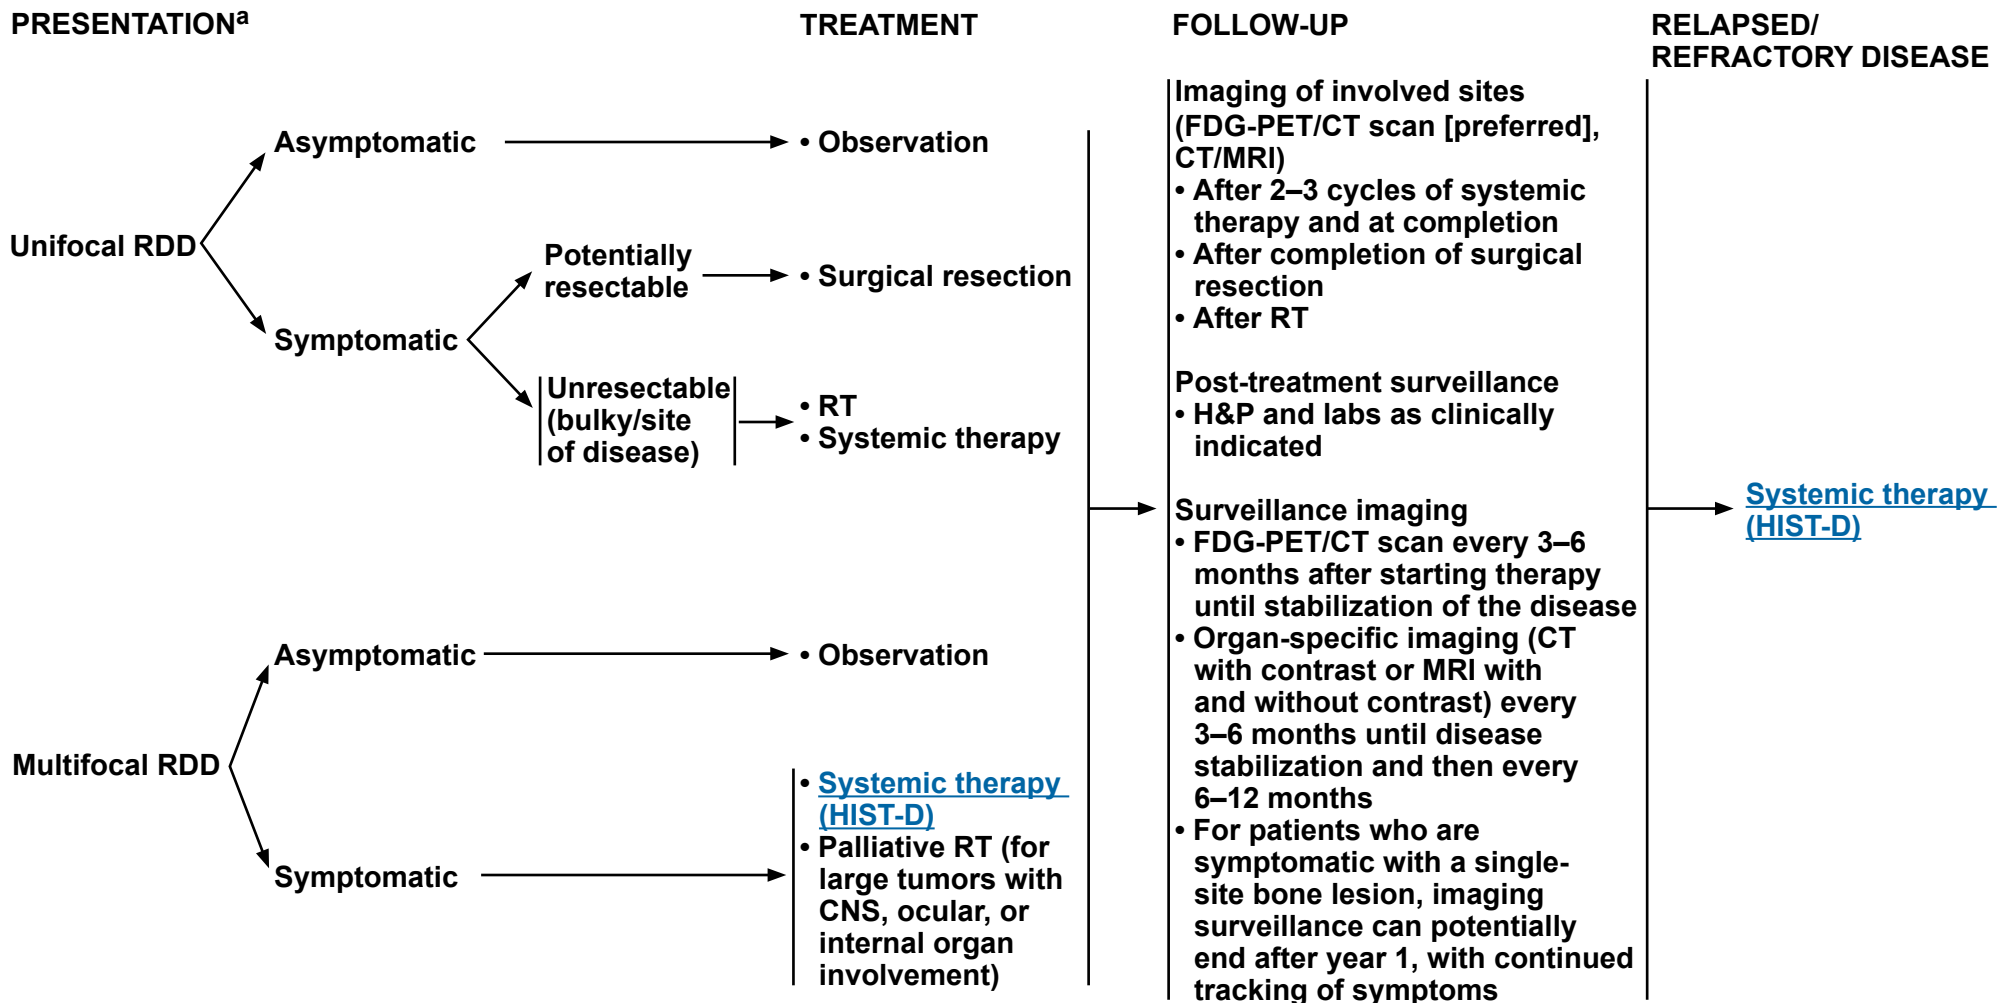 PRESENTATIONa
TREATMENT
FOLLOW-UP
RELAPSED/
REFRACTORY DISEASE
Unifocal RDD
Asymptomatic
• Observation
Symptomatic
Potentially
resectable
• Surgical resection
Unresectable
(bulky/site
of disease)
• RT
• Systemic therapy
Multifocal RDD
Asymptomatic
• Observation
Symptomatic
• Systemic therapy
(HIST-D)
• Palliative RT (for
large tumors with
CNS, ocular, or
internal organ
involvement)
Imaging of involved sites
(FDG-PET/CT scan [preferred],
CT/MRI)
• After 2–3 cycles of systemic
therapy and at completion
• After completion of surgical
resection
• After RT
Post-treatment surveillance
• H&P and labs as clinically
indicated
Surveillance imaging
• FDG-PET/CT scan every 3–6
months after starting therapy
until stabilization of the disease
• Organ-specific imaging (CT
with contrast or MRI with
and without contrast) every
3–6 months until disease
stabilization and then every
6–12 months
• For patients who are
symptomatic with a single-
site bone lesion, imaging
surveillance can potentially
end after year 1, with continued
tracking of symptoms
Systemic therapy
(HIST-D)